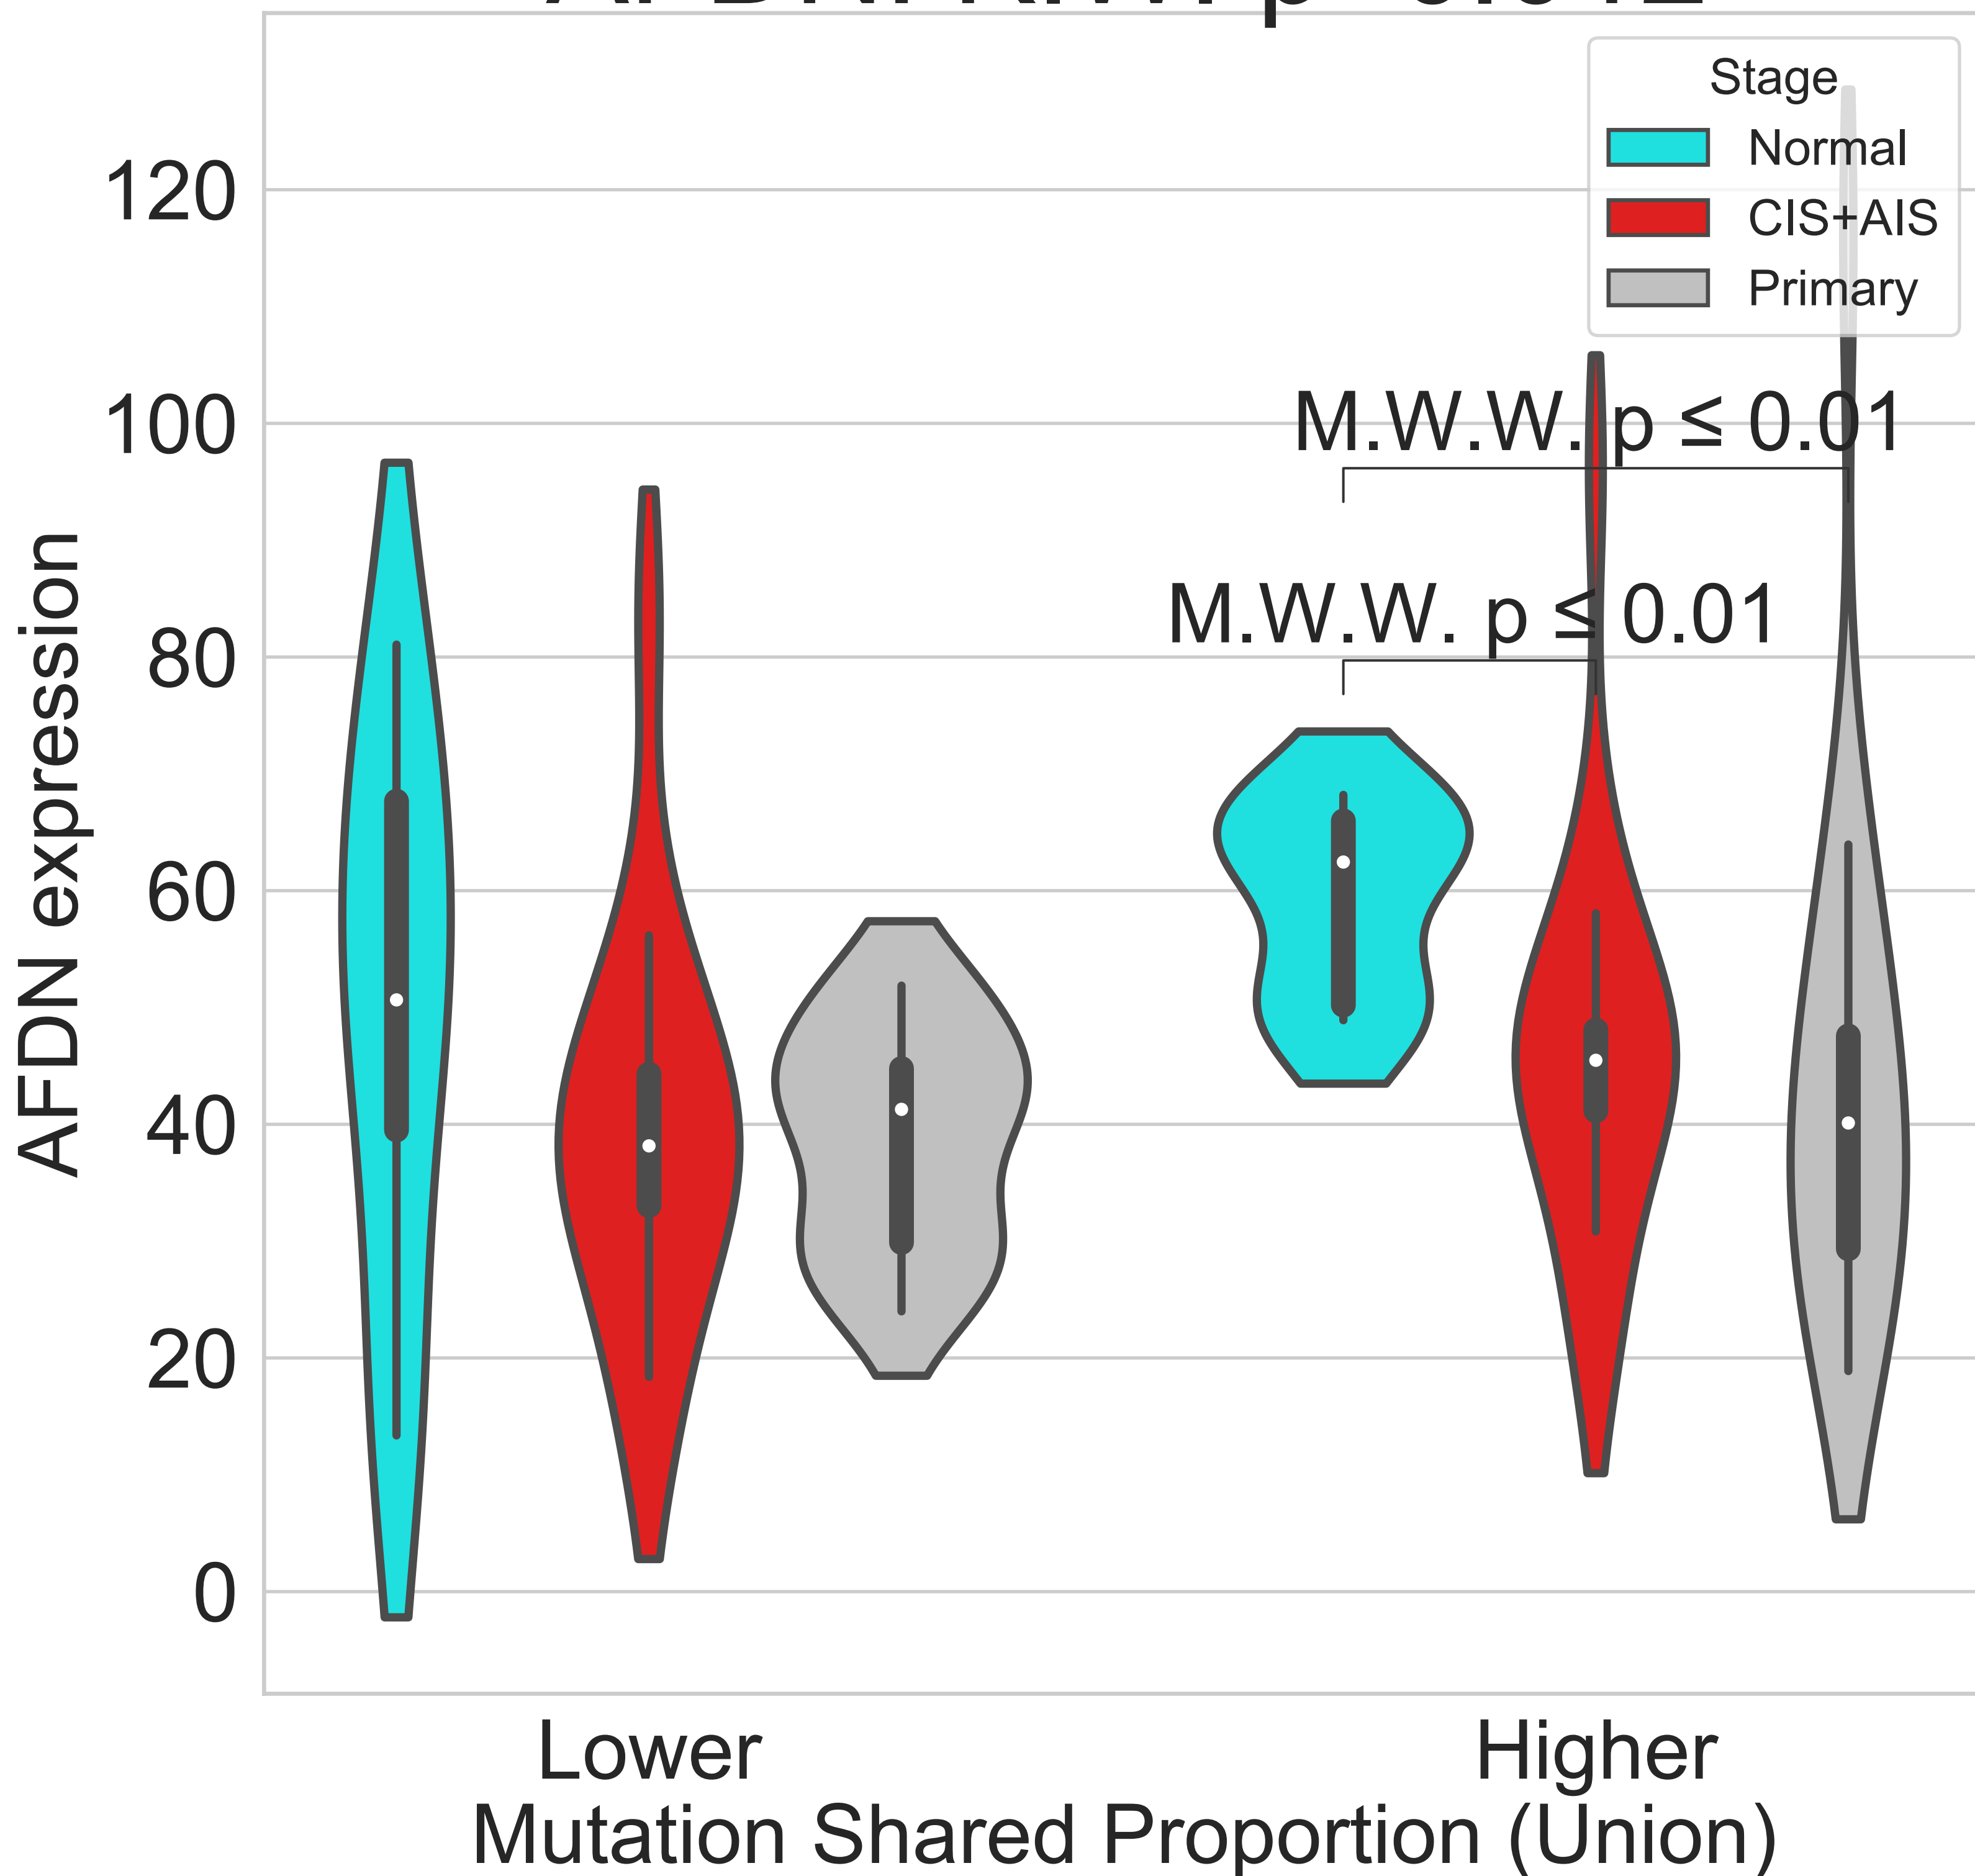 Stage
Normal
CIS+AIS
Primary
120
100
80
60
40
20
0
AFDN expression
M.W.W. p ≤ 0.01
M.W.W. p ≤ 0.01
Lower
Higher
Mutation Shared Proportion (Union)